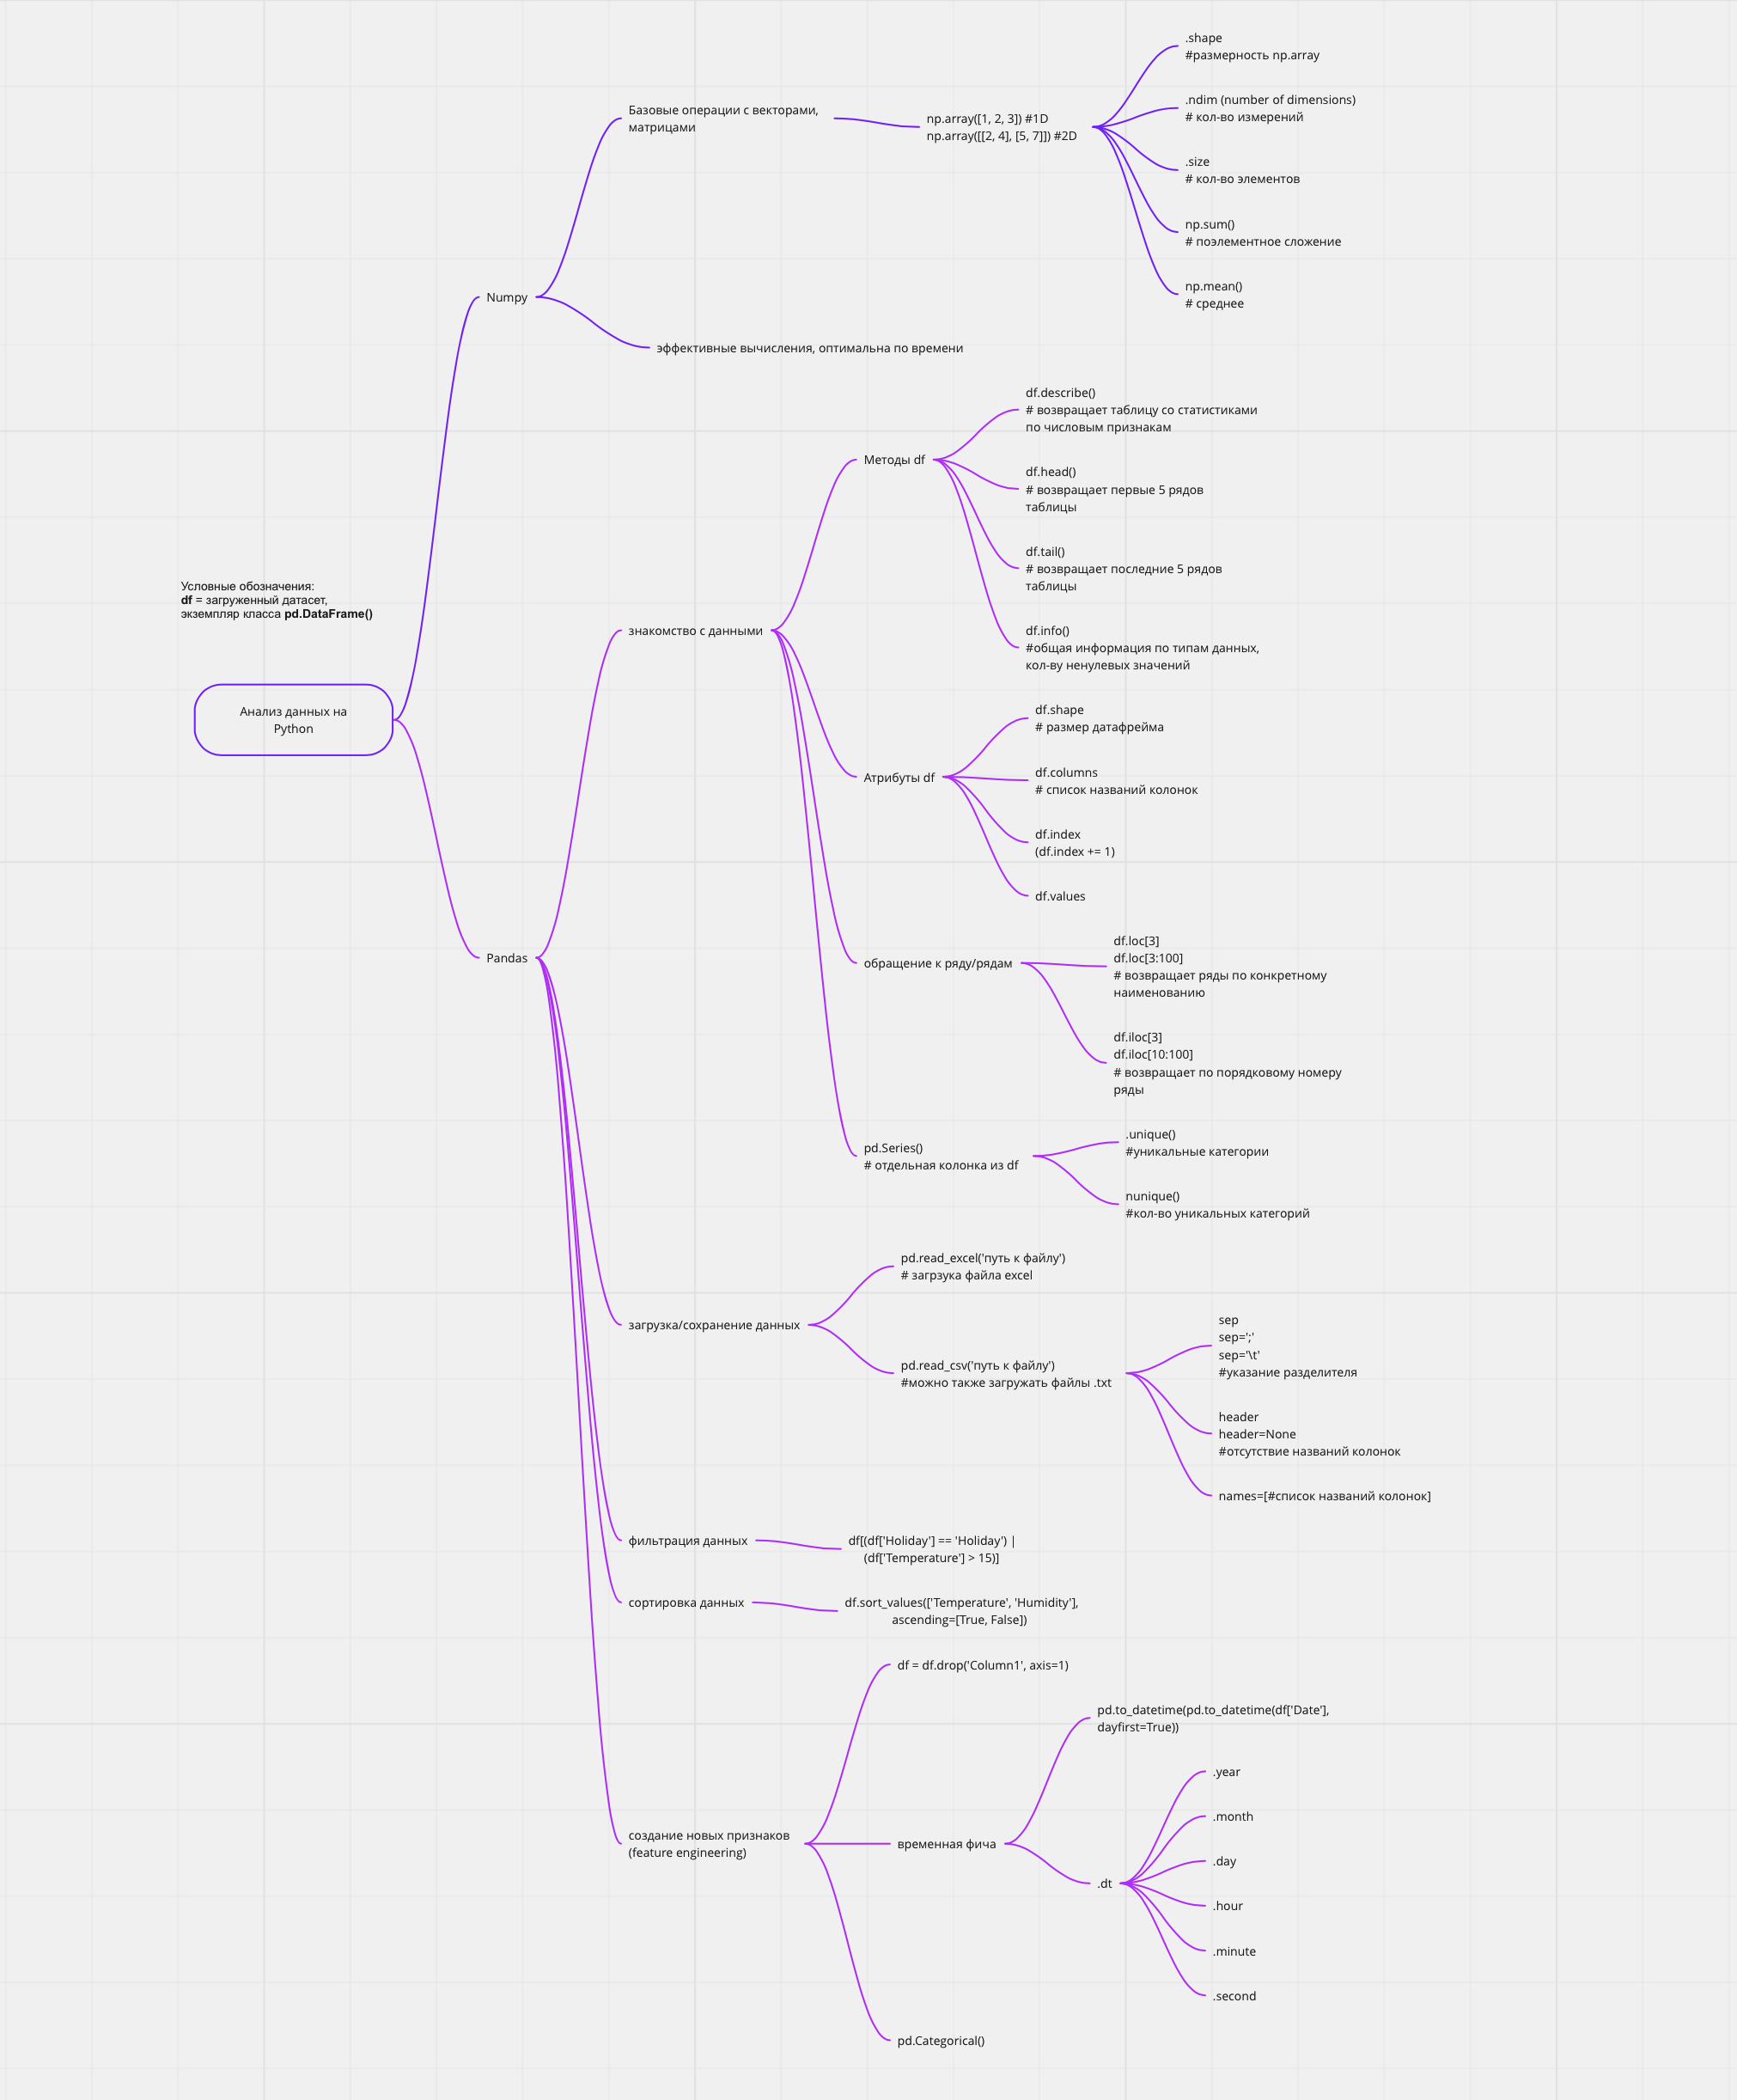 .shape
#размерность np.array
.ndim (number of dimensions)
# кол-во измерений
Базовые операции с векторами,
матрицами
np.array([1, 2, 3]) #1D
np.array([[2, 4], [5, 7]]) #2D
.size
# кол-во элементов
np.sum()
# поэлементное сложение
np.mean()
# среднее
Numpy
эффективные вычисления, оптимальна по времени
df.describe()
# возвращает таблицу со статистиками
по числовым признакам
Методы df
df.head()
# возвращает первые 5 рядов
таблицы
df.tail()
# возвращает последние 5 рядов
таблицы
Условные обозначения:
df = загруженный датасет,
экземпляр класса pd.DataFrame()
знакомство с данными
df.info()
#общая информация по типам данных,
кол-ву ненулевых значений
Анализ данных на
Python
df.shape
# размер датафрейма
Атрибуты df
df.columns
# список названий колонок
df.index
(df.index += 1)
df.values
Pandas
обращение к ряду/рядам
df.loc[3]
df.loc[3:100]
# возвращает ряды по конкретному
наименованию
df.iloc[3]
df.iloc[10:100]
# возвращает по порядковому номеру
ряды
pd.Series()
# отдельная колонка из df
.unique()
#уникальные категории
nunique()
#кол-во уникальных категорий
загрузка/сохранение данных
pd.read_excel('путь к файлу')
# загрзука файла excel
pd.read_csv('путь к файлу')
#можно также загружать файлы .txt
sep
sep=';'
sep='\t'
#указание разделителя
header
header=None
#отсутствие названий колонок
names=[#список названий колонок]
фильтрация данных
df[(df['Holiday'] == 'Holiday') |
(df['Temperature'] > 15)]
сортировка данных
df.sort_values(['Temperature', 'Humidity'],
ascending=[True, False])
создание новых признаков
(feature engineering)
df = df.drop('Column1', axis=1)
временная фича
pd.to_datetime(pd.to_datetime(df['Date'],
dayfirst=True))
.dt
.year
.month
.day
.hour
.minute
.second
pd.Categorical()